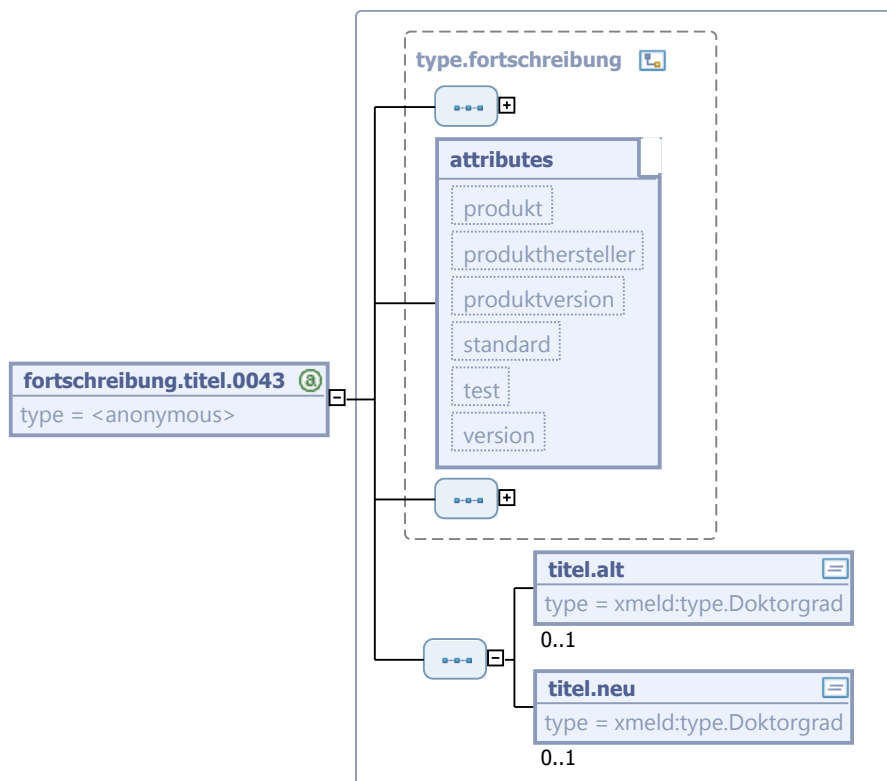 type.fortschreibung
attributes
produkt
produkthersteller
produktversion
standard
test
version
fortschreibung.titel.0043
type = <anonymous>
titel.alt
type = xmeld:type.Doktorgrad
0..1
titel.neu
type = xmeld:type.Doktorgrad
0..1